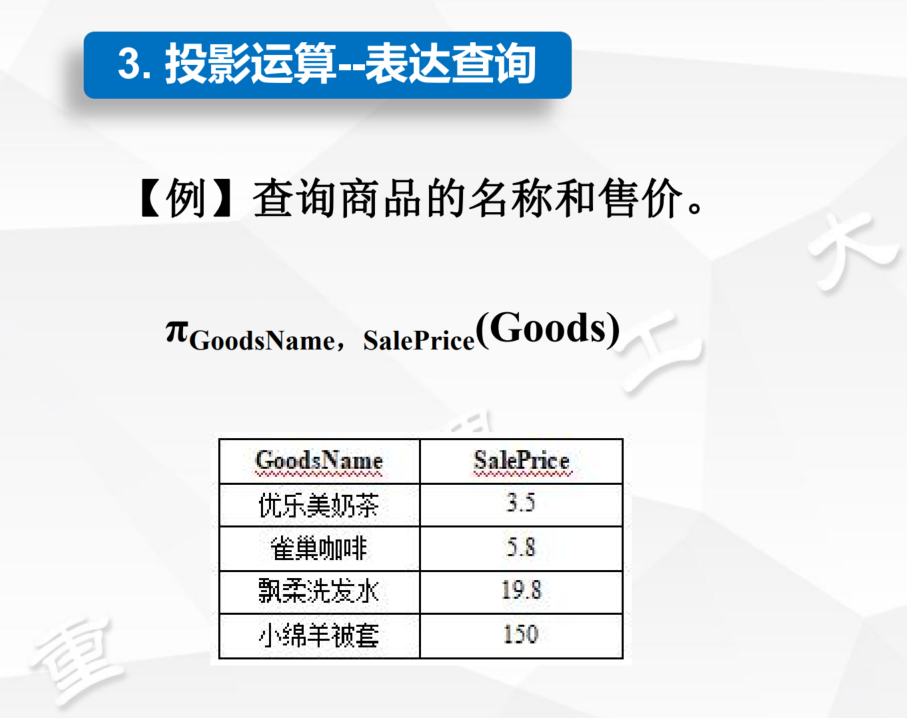 3. 投影运算--表达查询
【例】查询商品的名称和售价。
大
πGoodsName，SalePrice(Goods)
工
GoodsName SalePrice
优乐美奶茶 3.5
雀巢咖啡 5.8
飘柔洗发水 19.8
小绵羊被套 150
重